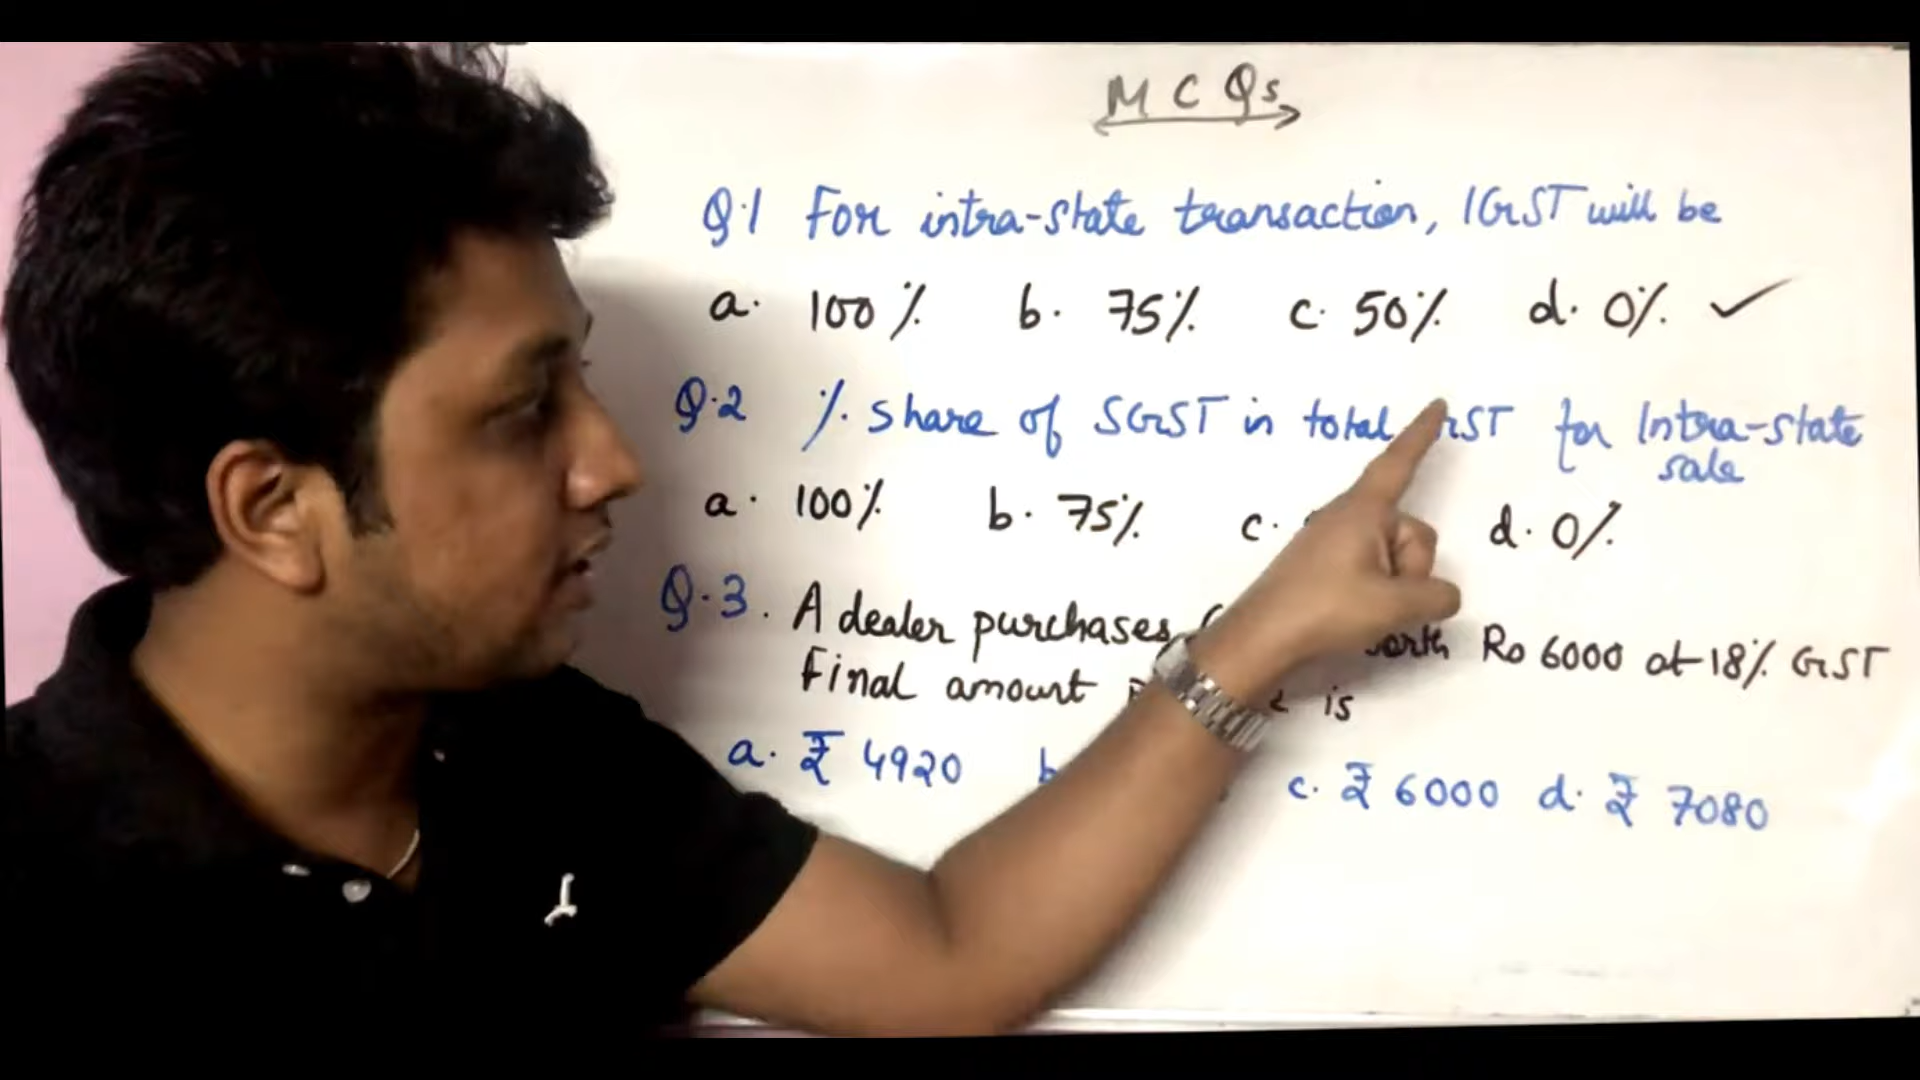 MCQs
Q.1 For intra-state transaction, IGST will be
a. 100% b. 75% c. 50% d. 0% ✓
Q.2 % share of SGST in total for Intra-state
sale
a. 100% b. 75% c. d. 0%
Q.3. A dealer purchases Rs 6000 at 18% GST
Final amount is
a. ₹ 4920 c. ₹ 6000 d. ₹ 7080